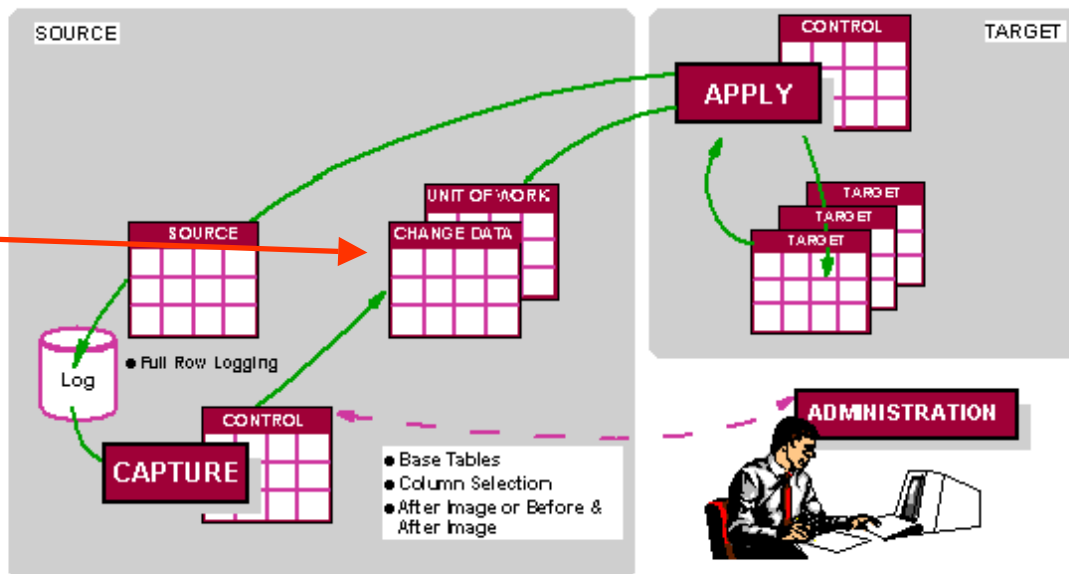 SOURCE
TARGET
CONTROL
APPLY
UNIT OF WORK
TARGET
SOURCE
TARGET
CHANGE DATA
TARGET
Log
● Full Row Logging
CONTROL
CAPTURE
● Base Tables
● Column Selection
● After Image or Before &
After Image
ADMINISTRATION